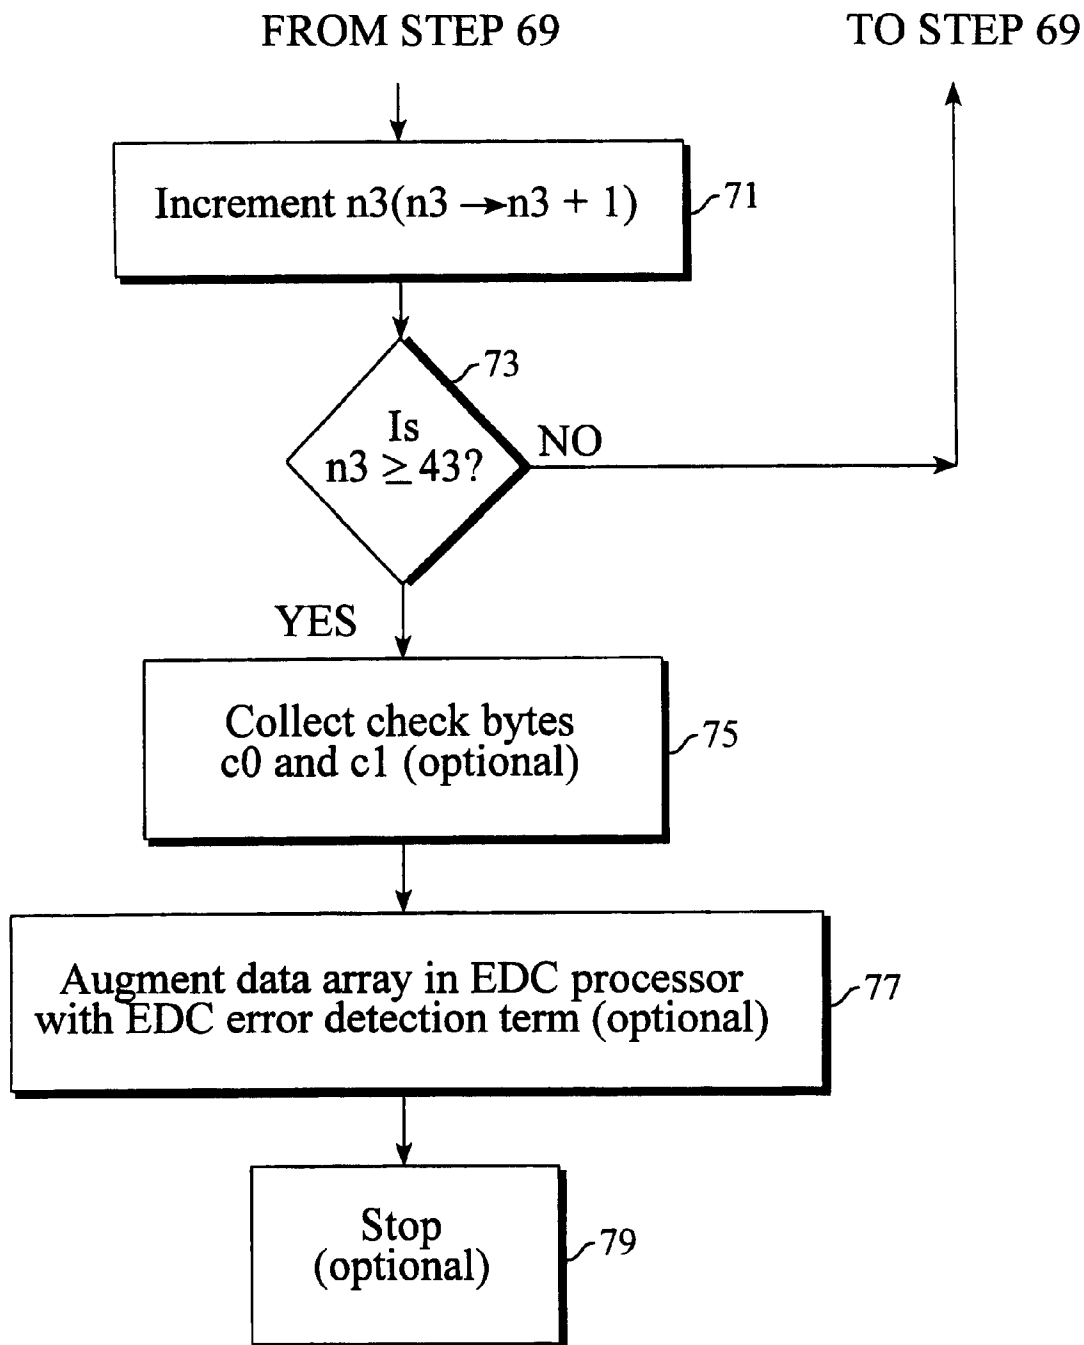 FROM STEP 69
TO STEP 69
Increment n3(n3 → n3 + 1)
71
73
Is
n3 ≥ 43?
NO
YES
Collect check bytes
c0 and c1 (optional)
75
Augment data array in EDC processor
with EDC error detection term (optional)
77
Stop
(optional)
79